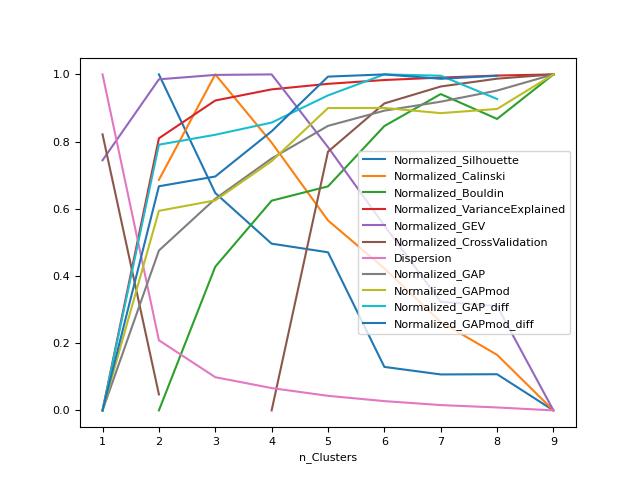 1.0
0.8
0.6
0.4
0.2
0.0
Normalized_Silhouette
Normalized_Calinski
Normalized_Bouldin
Normalized_VarianceExplained
Normalized_GEV
Normalized_CrossValidation
Dispersion
Normalized_GAP
Normalized_GAPmod
Normalized_GAP_diff
Normalized_GAPmod_diff
1 2 3 4 5 6 7 8 9
n_Clusters